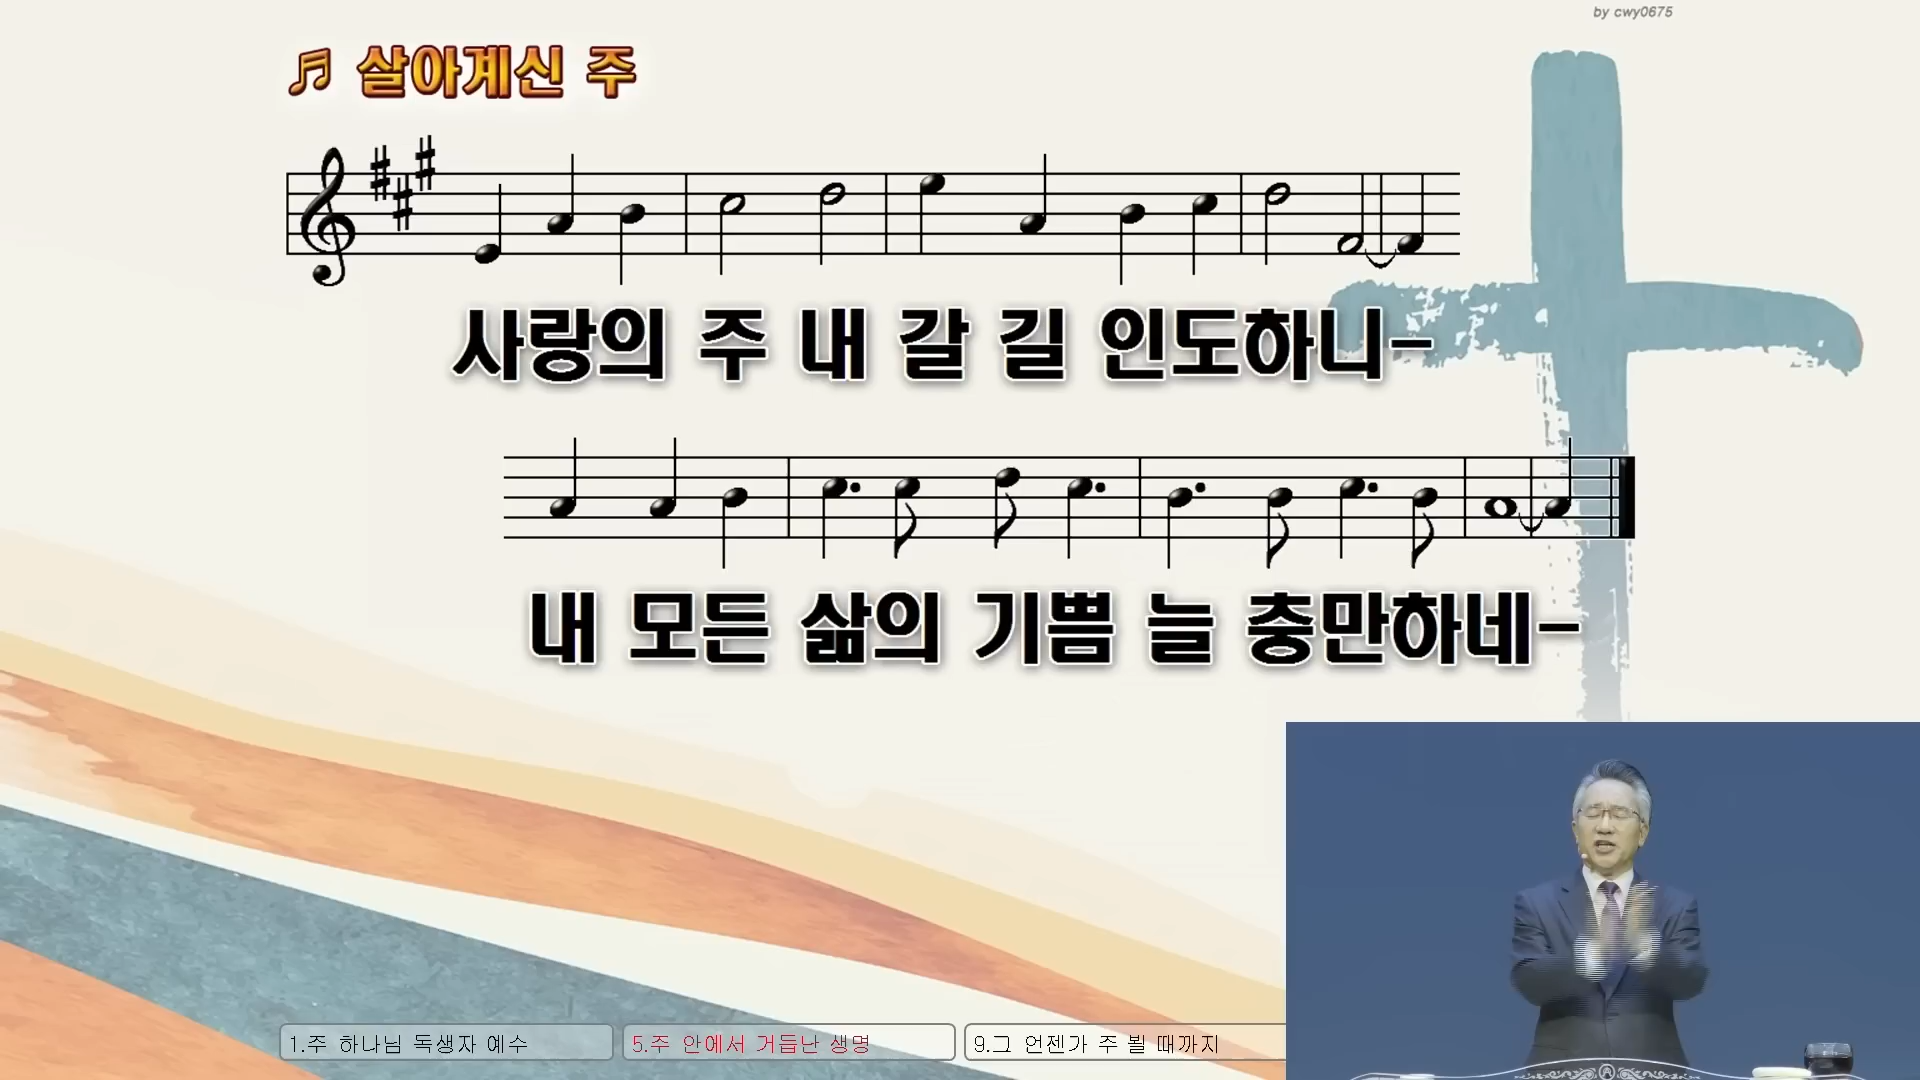 by cwy0675
살아계신 주
사랑의 주 내 갈 길 인도하니-
내 모든 삶의 기쁨 늘 충만하네-
1.주 하나님 독생자 예수
5.주 안에서 거듭난 생명
9.그 언젠가 주 뵐 때까지